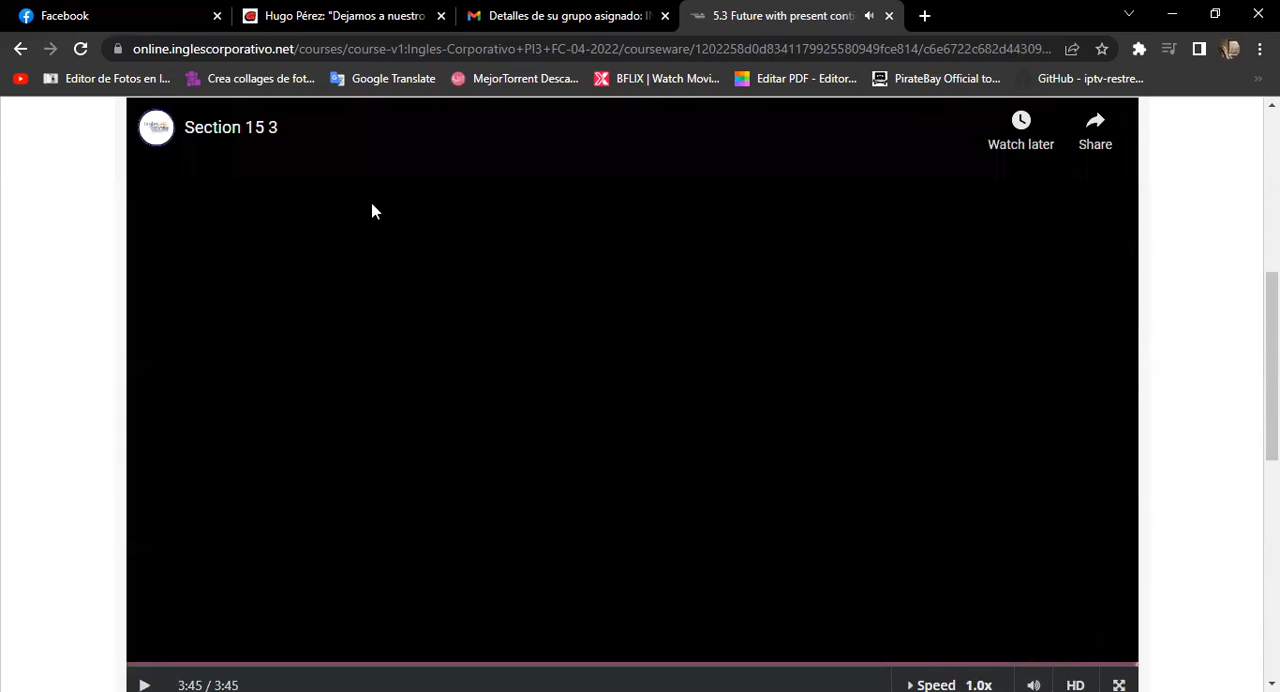 Facebook
Hugo Pérez: "Dejamos a nuestro
Detalles de su grupo asignado: I
5.3 Future with present conti
online.inglescorporativo.net/courses/course-v1:Ingles-Corporativo+PI3+FC-04-2022/courseware/1202258d0d8341179925580949fce814/c6e6722c682d44309...
Editor de Fotos en l...
Crea collages de fot...
Google Translate
MejorTorrent Desca...
BFLIX | Watch Movi...
Editar PDF - Editor...
PirateBay Official to...
GitHub - iptv-restre...
»
Section 15 3
Watch later
Share
3:45 / 3:45
Speed 1.0x
HD